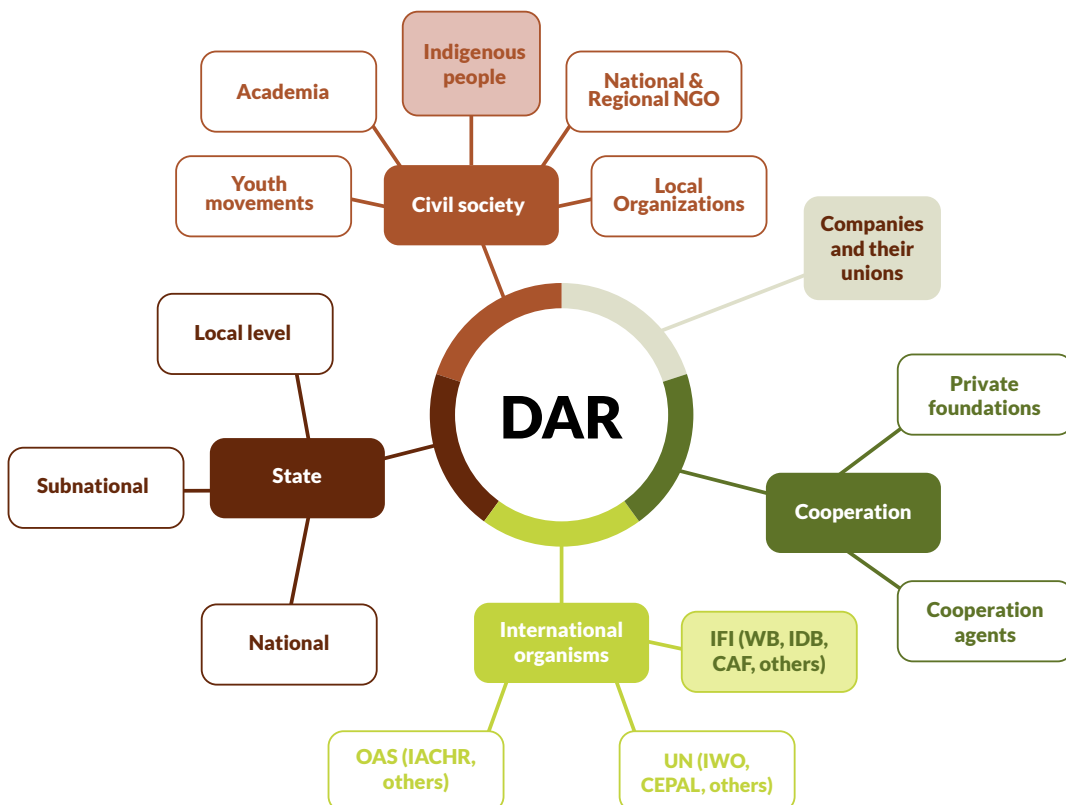 Indigenous
people
Academia
National &
Regional NGO
Youth
movements
Civil society
Local
Organizations
Companies
and their
unions
Local level
DAR
Private
foundations
Subnational
State
Cooperation
National
International
organisms
IFI (WB, IDB,
CAF, others)
Cooperation
agents
OAS (IACHR,
others)
UN (IWO,
CEPAL, others)